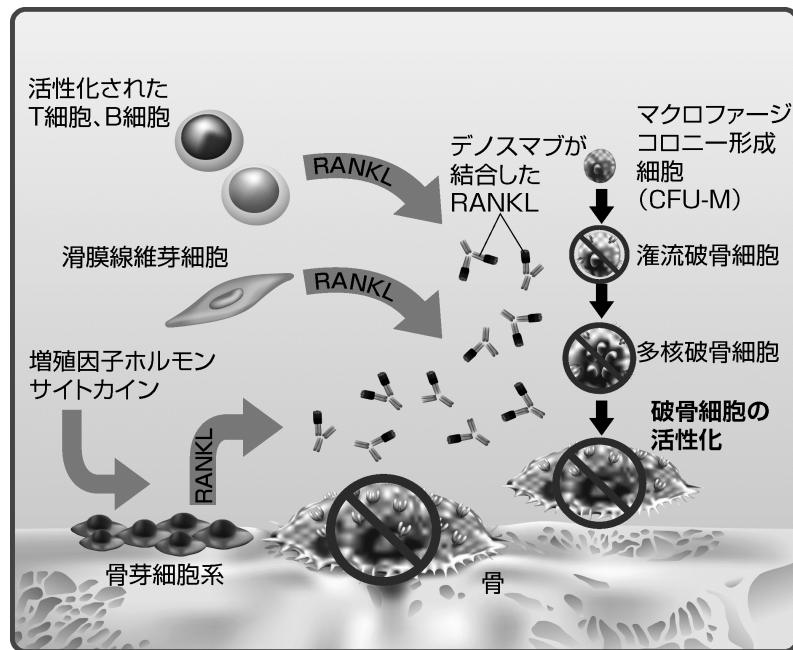 活性化された
T細胞、B細胞
RANKL
デノスマブが
結合した
RANKL
マクロファージ
コロニー形成
細胞
（CFU-M）
滑膜線維芽細胞
RANKL
潅流破骨細胞
増殖因子ホルモン
サイトカイン
RANKL
多核破骨細胞
破骨細胞の
活性化
骨芽細胞系
骨